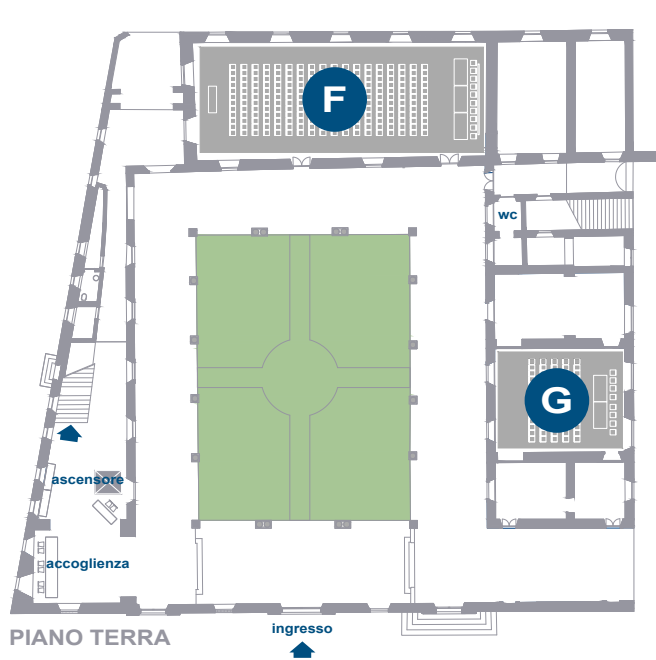 F
wc
G
ascensore
accoglienza
ingresso
PIANO TERRA